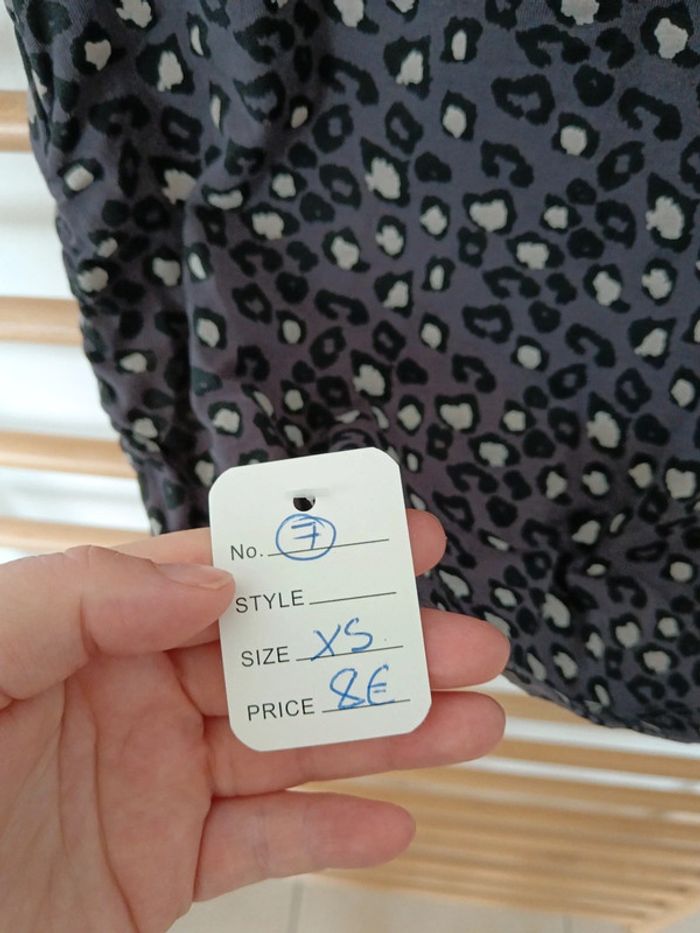 No. 7
STYLE
SIZE XS
PRICE 8€